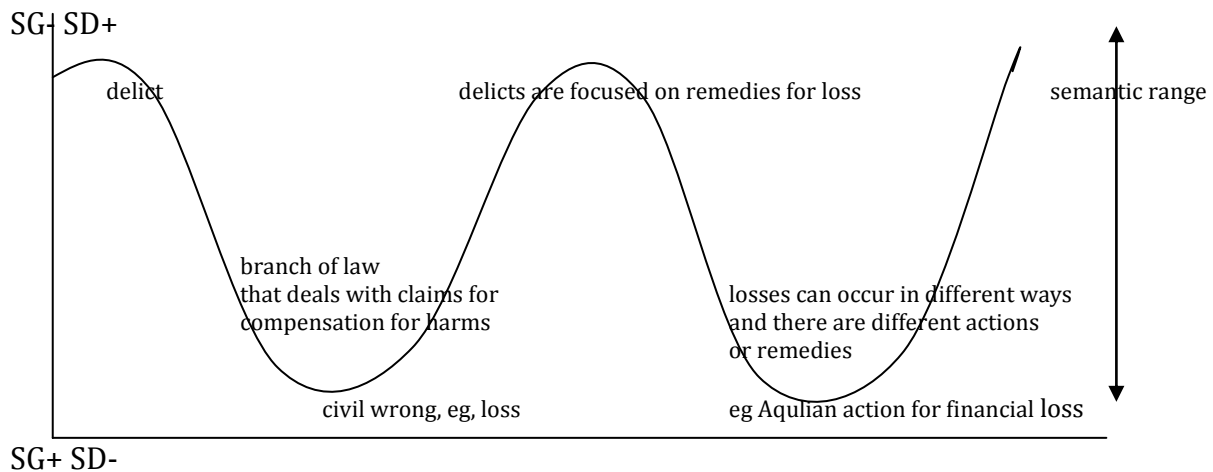 SG- SD+
delict
delicts are focused on remedies for loss
semantic range
branch of law
that deals with claims for
compensation for harms
losses can occur in different ways
and there are different actions
or remedies
civil wrong, eg, loss
eg Aqulian action for financial loss
SG+ SD-